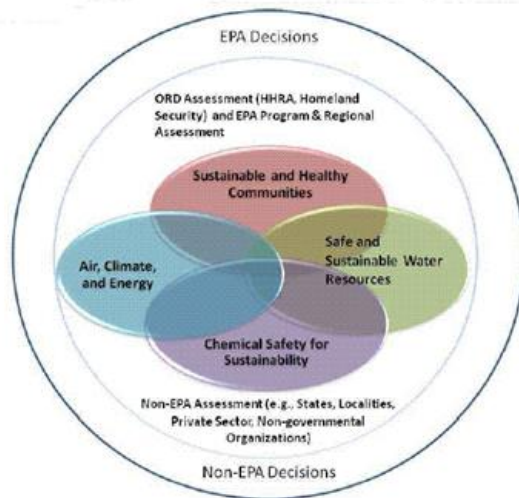 EPA Decisions
ORD Assessment (HHRA, Homeland
Security) and EPA Program & Regional
Assessment
Sustainable and Healthy
Communities
Air, Climate,
and Energy
Safe and
Sustainable Water
Resources
Chemical Safety for
Sustainability
Non-EPA Assessment (e.g., States, Localities,
Private Sector, Non-governmental
Organizations)
Non-EPA Decisions